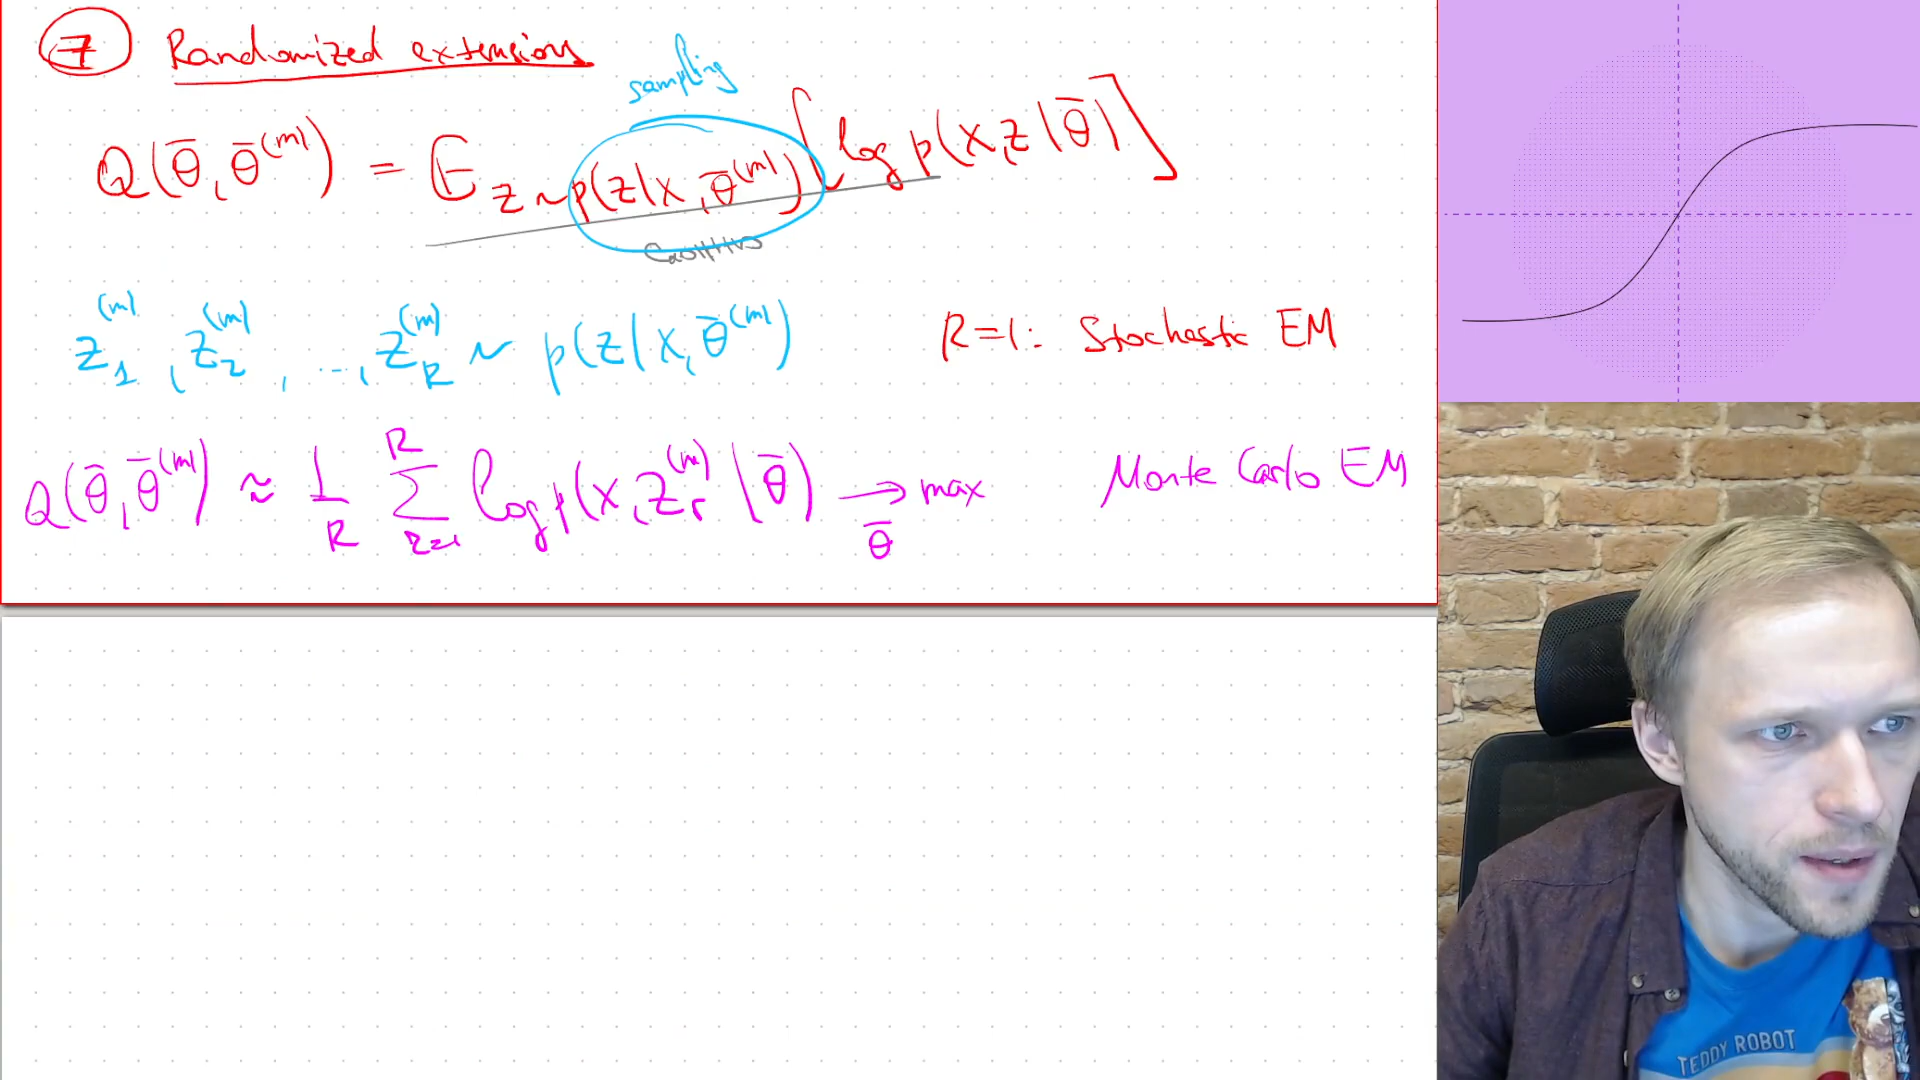 7 Randomized extensions
sampling
Q(θ̄, θ̄^(m)) = E_{Z∼p(Z|X, θ̄^(m))} [log p(X, Z | θ̄)]
Z_1^(m), Z_2^(m), ..., Z_R^(m) ∼ p(Z|X, θ̄^(m))
R=1: Stochastic EM
Q(θ̄, θ̄^(m)) ≈ 1/R Σ_{r=1}^{R} log p(X, Z_r^(m) | θ̄) → max θ̄
Monte Carlo EM
TEDDY ROBOT